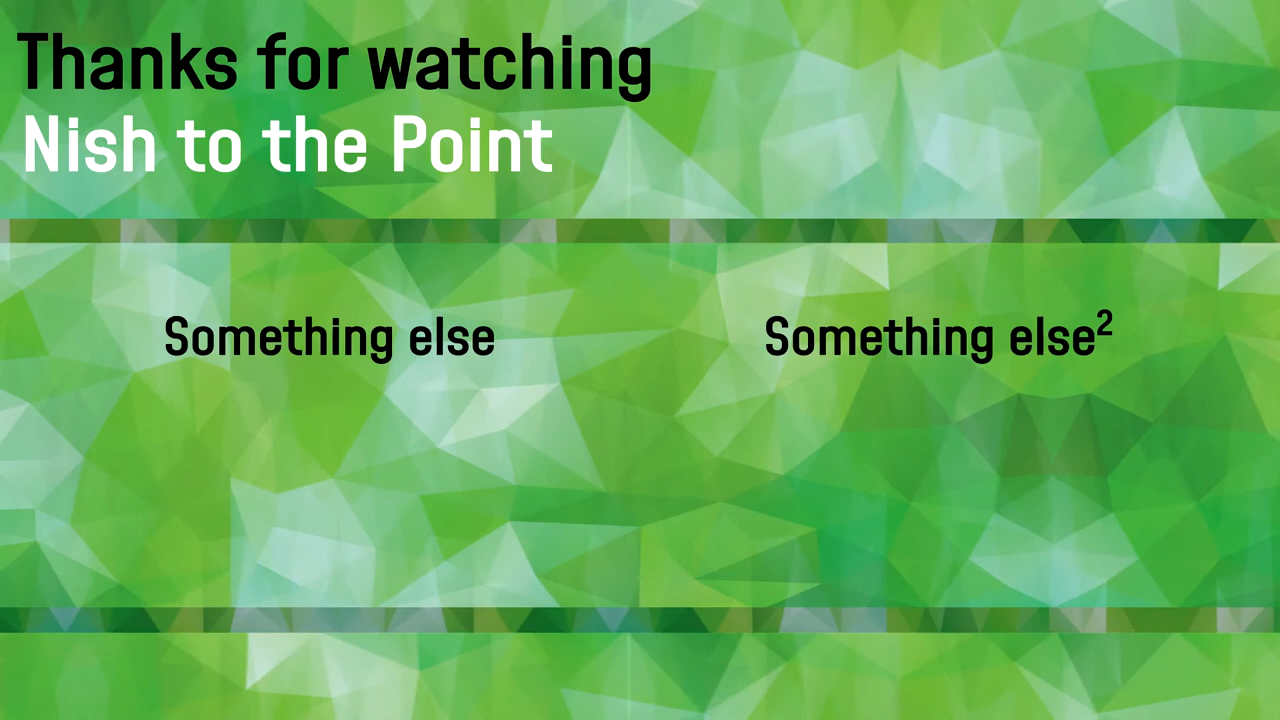 Thanks for watching
Nish to the Point
Something else
Something else²